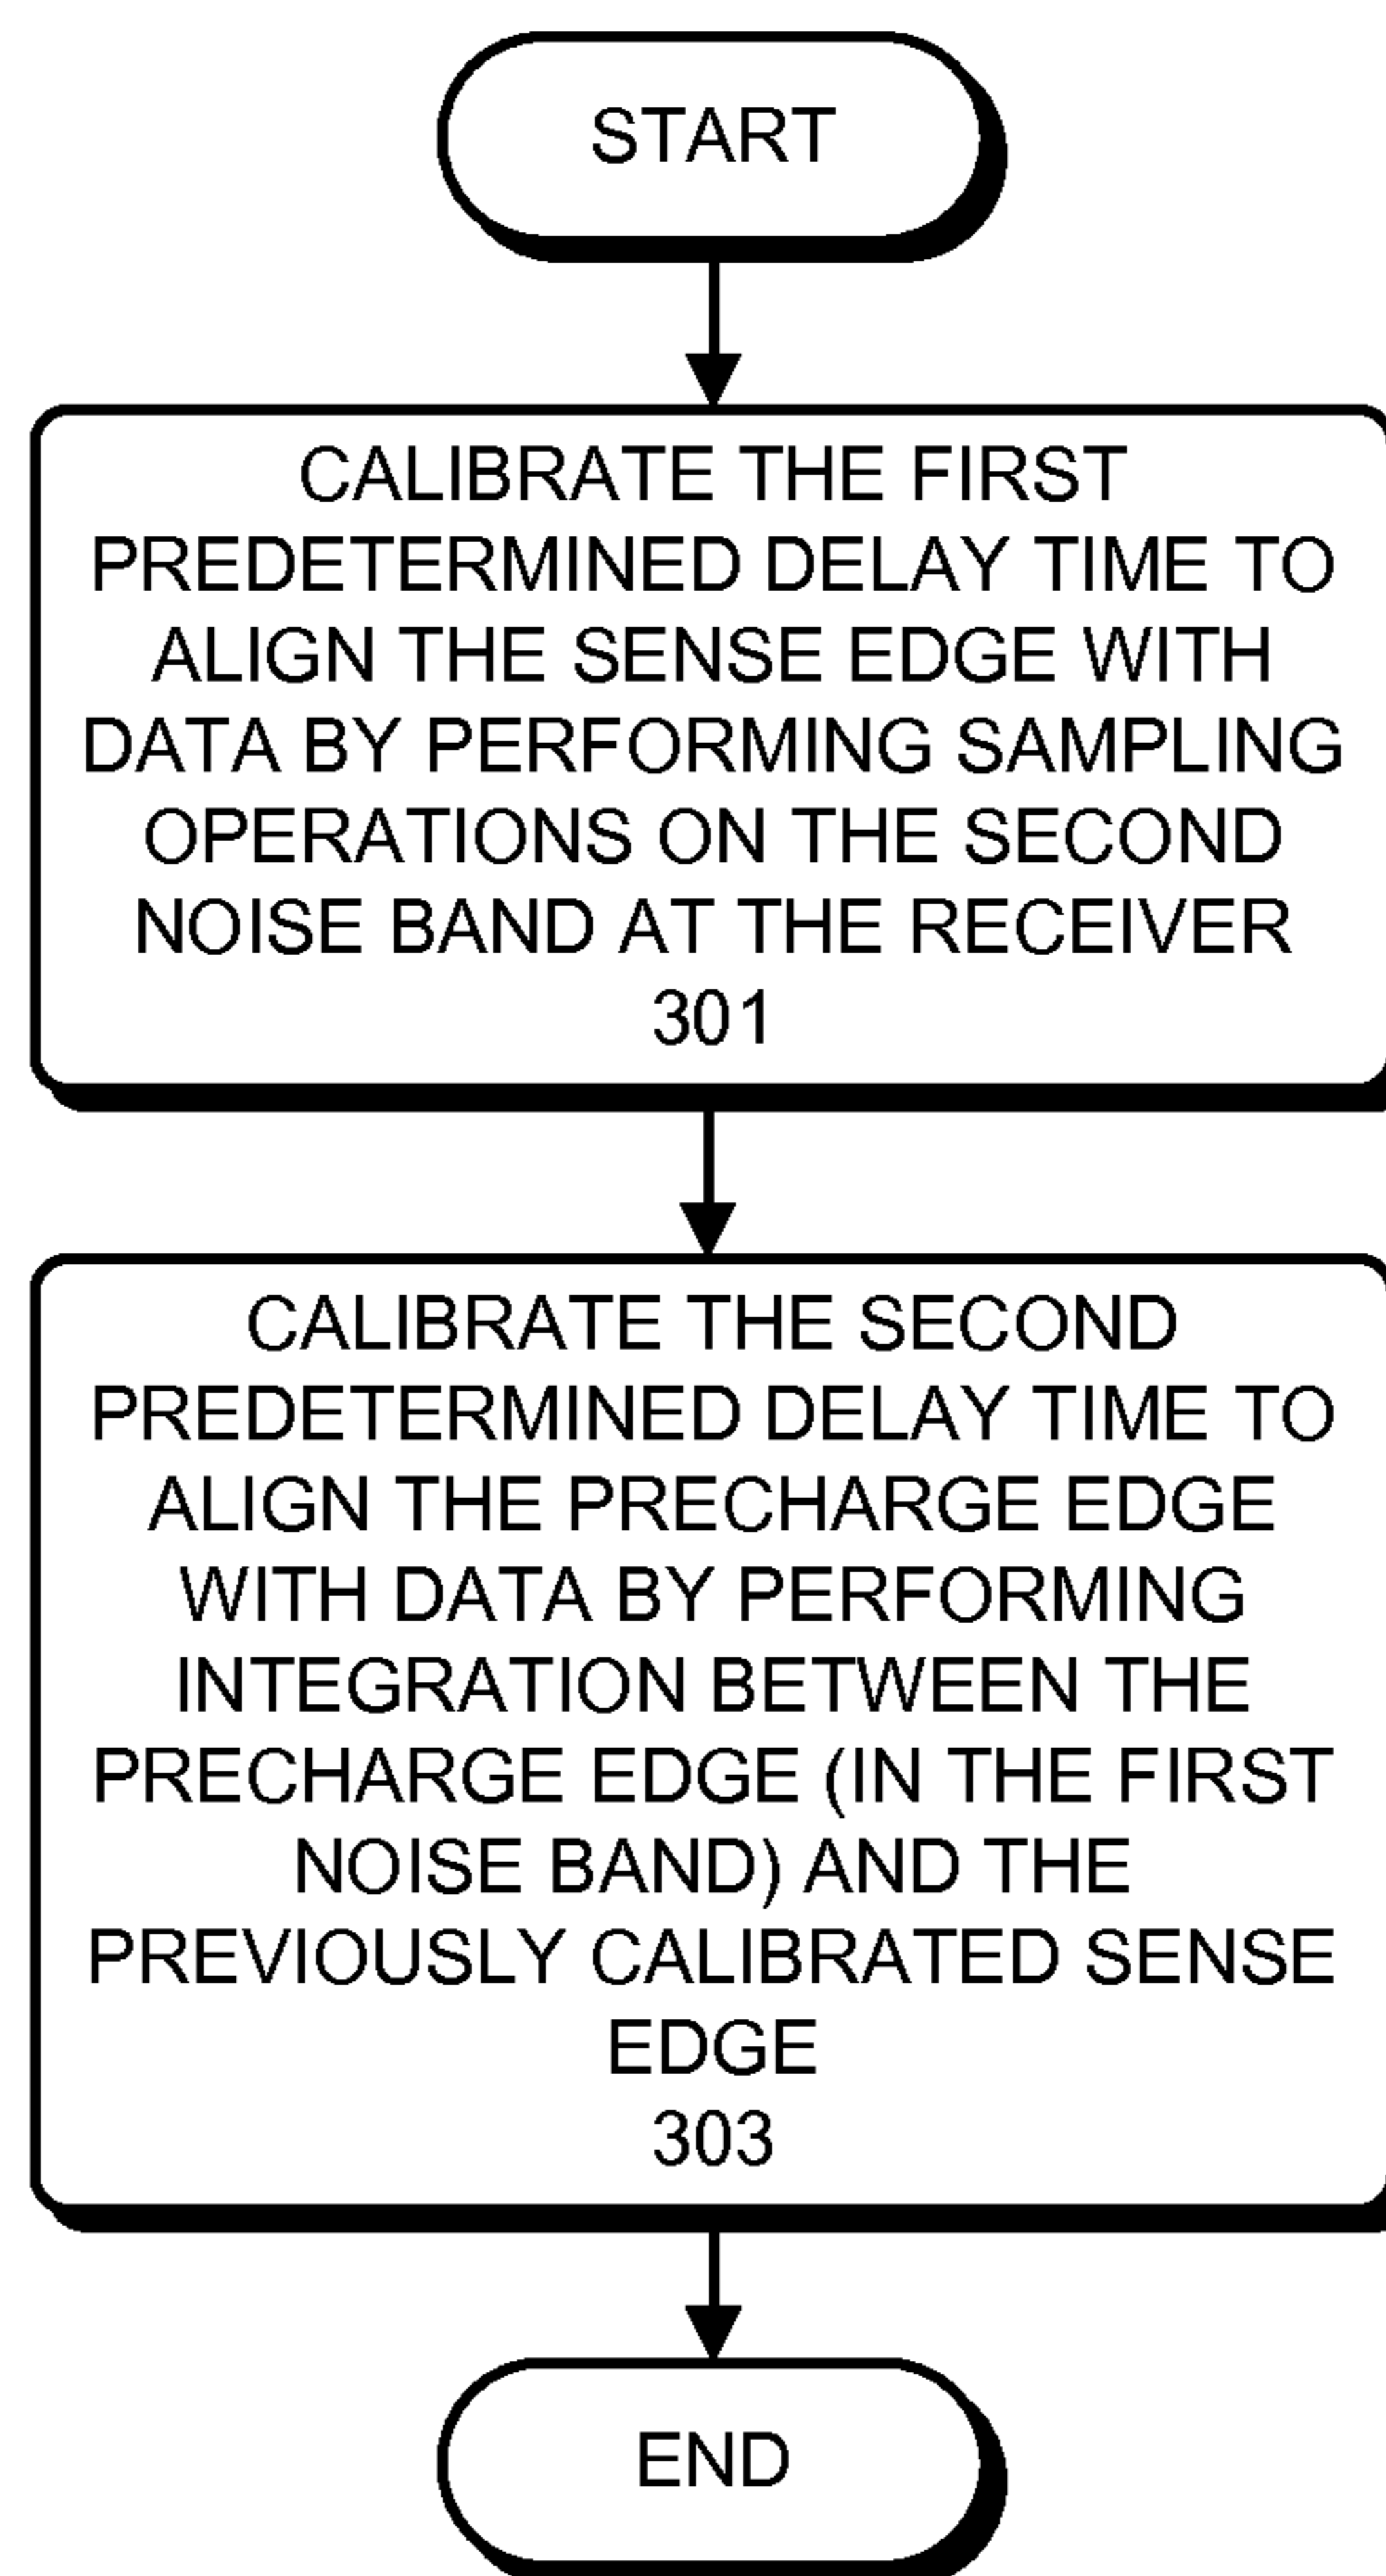 START
CALIBRATE THE FIRST
PREDETERMINED DELAY TIME TO
ALIGN THE SENSE EDGE WITH
DATA BY PERFORMING SAMPLING
OPERATIONS ON THE SECOND
NOISE BAND AT THE RECEIVER
301
CALIBRATE THE SECOND
PREDETERMINED DELAY TIME TO
ALIGN THE PRECHARGE EDGE
WITH DATA BY PERFORMING
INTEGRATION BETWEEN THE
PRECHARGE EDGE (IN THE FIRST
NOISE BAND) AND THE
PREVIOUSLY CALIBRATED SENSE
EDGE
303
END